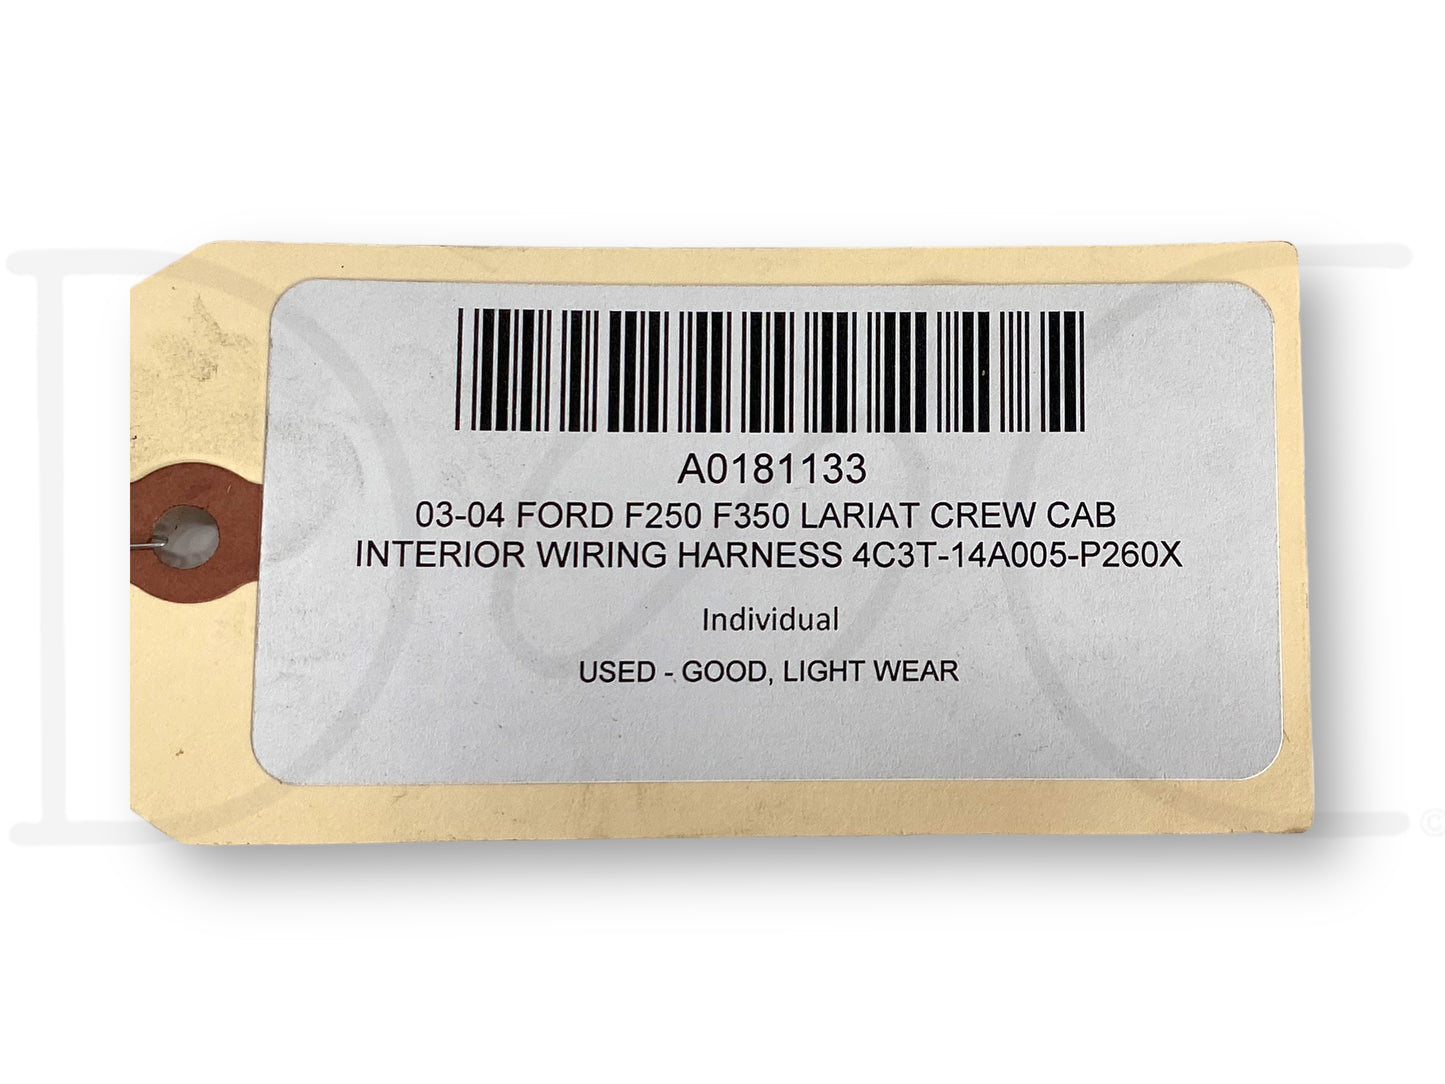 A0181133
03-04 FORD F250 F350 LARIAT CREW CAB
INTERIOR WIRING HARNESS 4C3T-14A005-P260X
Individual
USED - GOOD, LIGHT WEAR
©